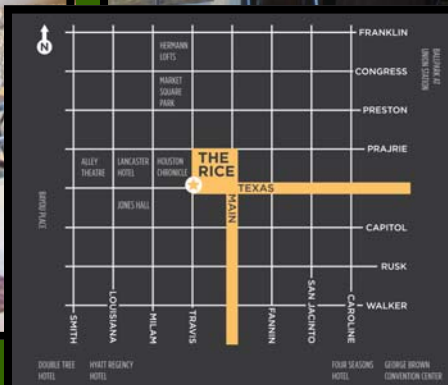 N
FRANKLIN
HERMANN
LOFTS
CONGRESS
MARKET
SQUARE
PARK
BALLPARK AT
UNION STATION
PRESTON
PRAJRIE
ALLEY
THEATRE
LANCASTER
HOTEL
HOUSTON
CHRONICLE
THE
RICE
TEXAS
BAYOU PLACE
JONES HALL
MAIN
CAPITOL
RUSK
WALKER
SMITH
LOUISIANA
MILAM
TRAVIS
FANNIN
SAN JACINTO
CAROLINE
DOUBLE TREE
HOTEL
HYATT REGENCY
HOTEL
FOUR SEASONS
HOTEL
GEORGE BROWN
CONVENTION CENTER